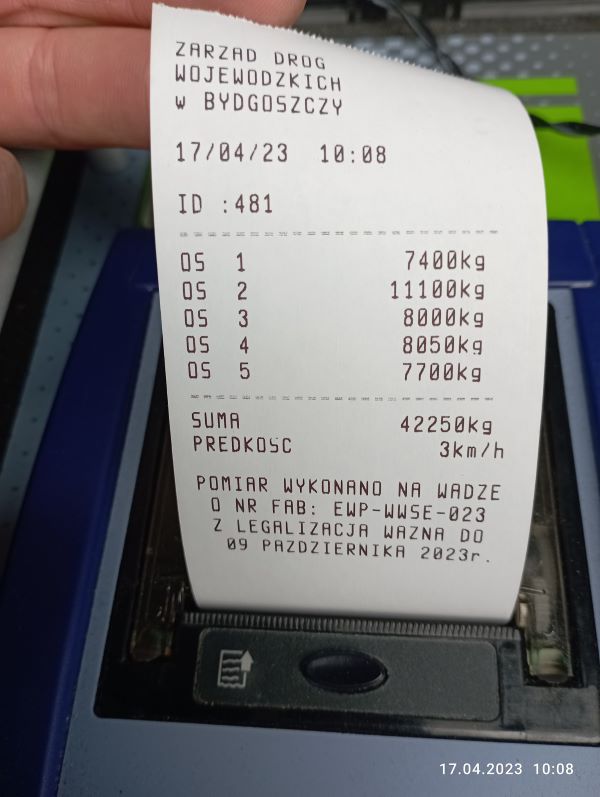 ZARZAD DROG
WOJEWODZKICH
w BYDGOSZCZY
17/04/23 10:08
ID :481
OS 1 7400kg
OS 2 11100kg
OS 3 8000kg
OS 4 8050kg
OS 5 7700kg
SUMA 42250kg
PREDKOSC 3km/h
POMIAR WYKONANO NA WADZE
O NR FAB: EWP-WWSE-023
Z LEGALIZACJA WAZNA DO
09 PAZDZIERNIKA 2023r.
17.04.2023 10:08